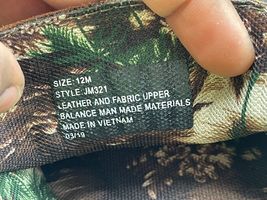 SIZE: 12M
STYLE: JM321
LEATHER AND FABRIC UPPER
BALANCE MAN MADE MATERIALS
MADE IN VIETNAM
03/19